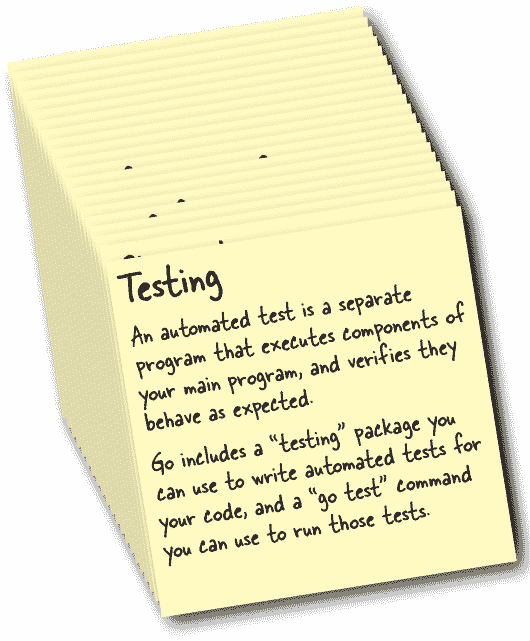 Testing
An automated test is a separate
program that executes components of
your main program, and verifies they
behave as expected.
Go includes a “testing” package you
can use to write automated tests for
your code, and a “go test” command
you can use to run those tests.